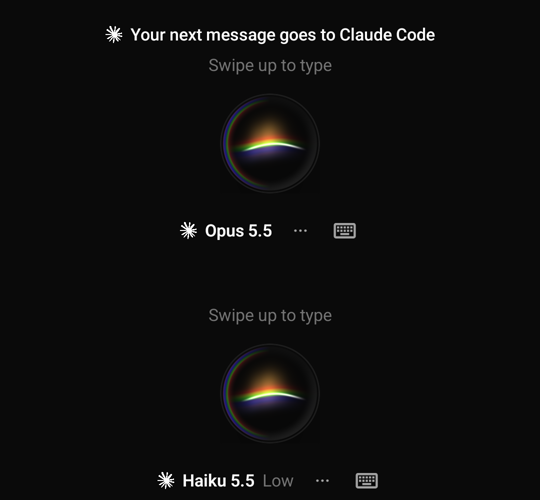 Your next message goes to Claude Code
Swipe up to type
Opus 5.5
Swipe up to type
Haiku 5.5 Low